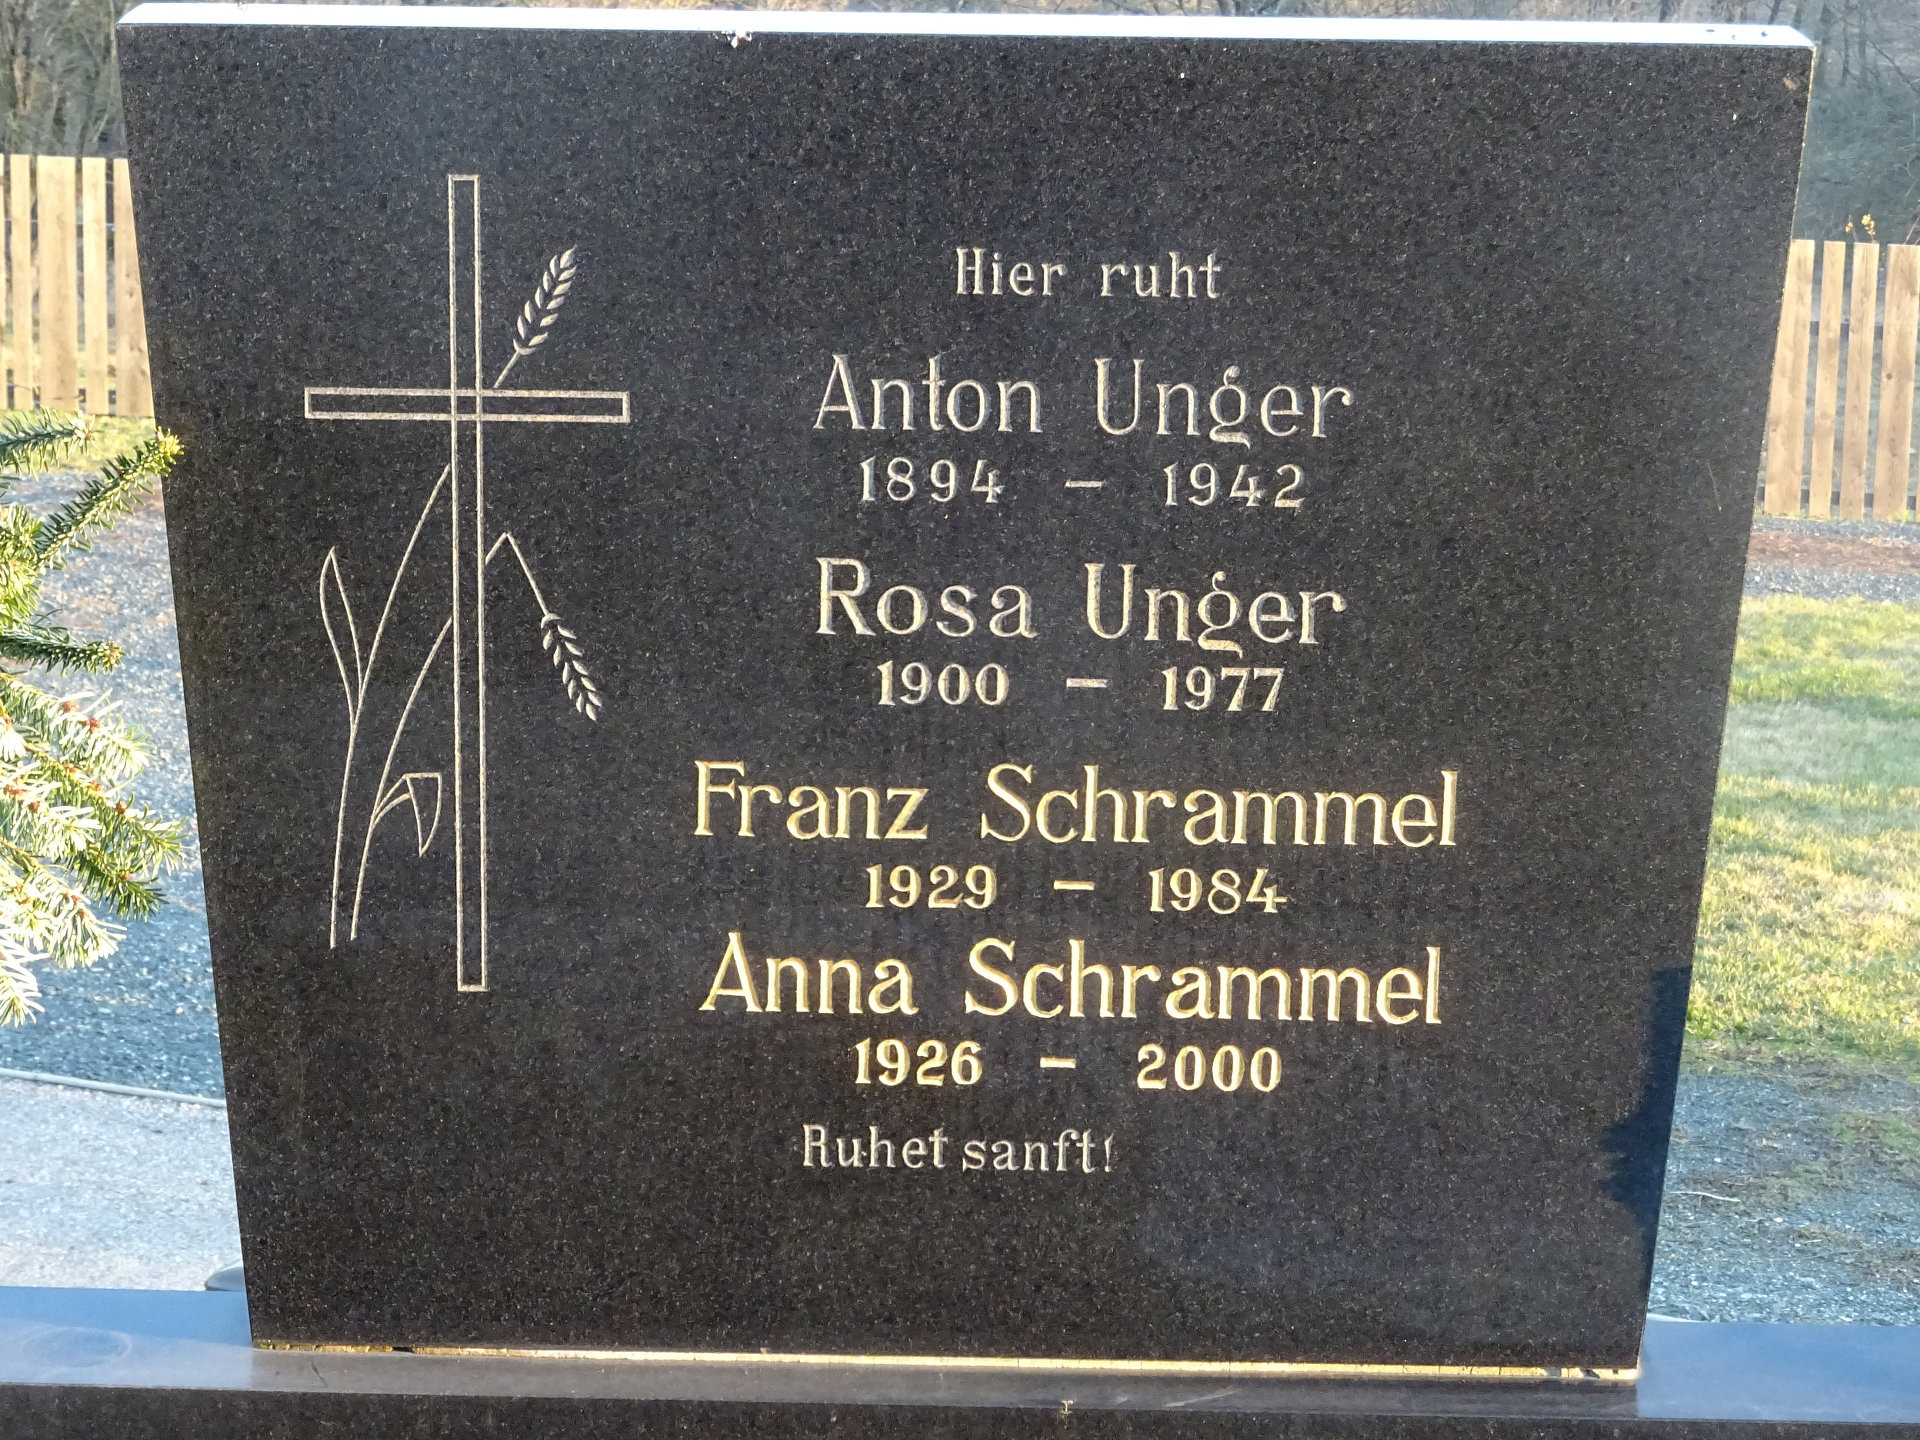 Hier ruht
Anton Unger
1894 - 1942
Rosa Unger
1900 - 1977
Franz Schrammel
1929 - 1984
Anna Schrammel
1926 - 2000
Ruhet sanft!